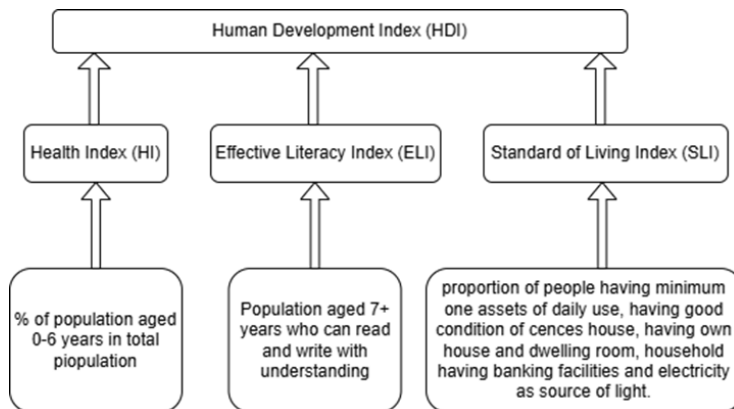 Human Development Index (HDI)
Health Index (HI)
Effective Literacy Index (ELI)
Standard of Living Index (SLI)
% of population aged
0-6 years in total
piopulation
Population aged 7+
years who can read
and write with
understanding
proportion of people having minimum
one assets of daily use, having good
condition of cences house, having own
house and dwelling room, household
having banking facilities and electricity
as source of light.